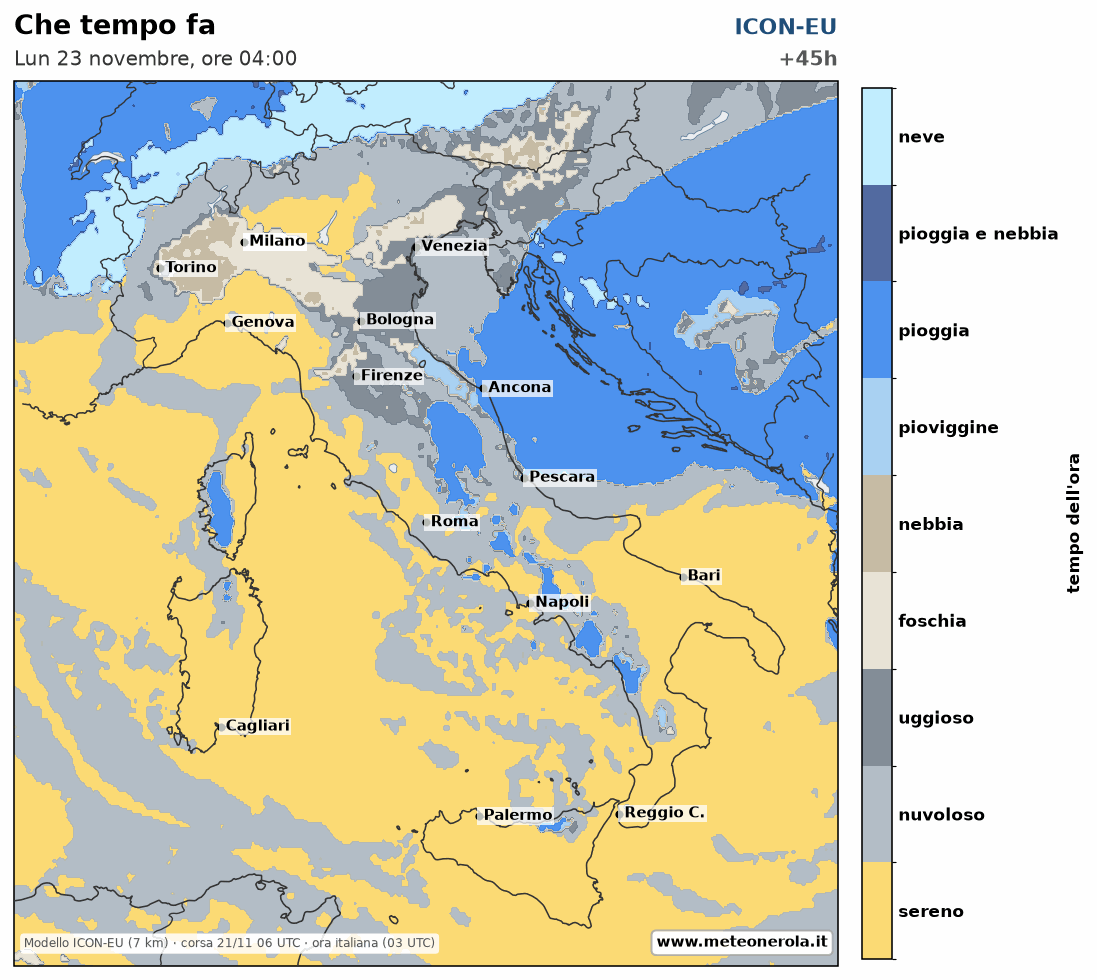 Che tempo fa
ICON-EU
Lun 23 novembre, ore 04:00
+45h
neve
pioggia e nebbia
pioggia
pioviggine
nebbia
foschia
uggioso
nuvoloso
sereno
tempo dell'ora
Milano
Venezia
Torino
Genova
Bologna
Firenze
Ancona
Pescara
Roma
Bari
Napoli
Cagliari
Palermo
Reggio C.
Modello ICON-EU (7 km) · corsa 21/11 06 UTC · ora italiana (03 UTC)
www.meteonerola.it